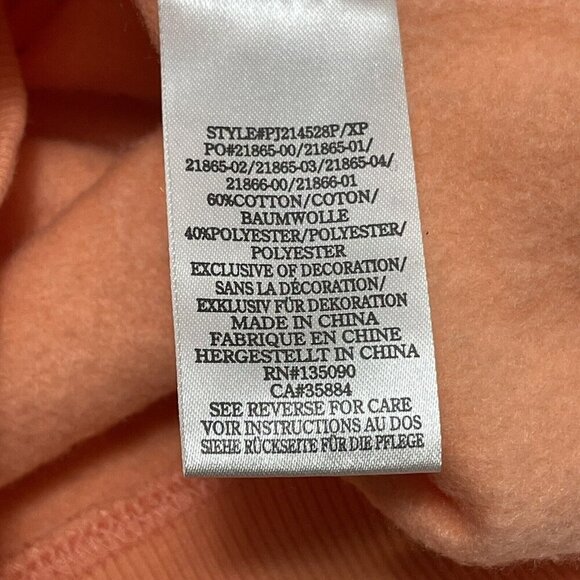 STYLE#PJ214528P/XP
PO#21865-00/21865-01/
21865-02/21865-03/21865-04/
21866-00/21866-01
60%COTTON/COTON/
BAUMWOLLE
40%POLYESTER/POLYESTER/
POLYESTER
EXCLUSIVE OF DECORATION/
SANS LA DÉCORATION/
EXKLUSIV FÜR DEKORATION
MADE IN CHINA
FABRIQUE EN CHINE
HERGESTELLT IN CHINA
RN#135090
CA#35884
SEE REVERSE FOR CARE
VOIR INSTRUCTIONS AU DOS
SIEHE RÜCKSEITE FÜR DIE PFLEGE